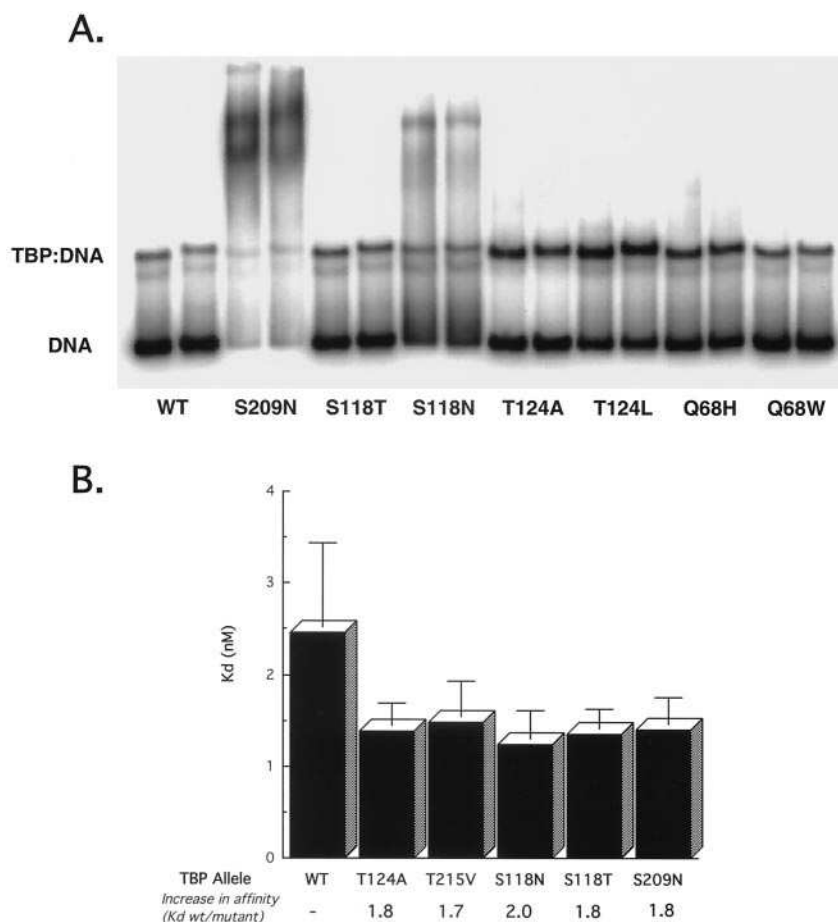 A.
TBP:DNA
DNA
WT S209N S118T S118N T124A T124L Q68H Q68W
B.
4
3
2
1
0
Kd (nM)
TBP Allele WT T124A T215V S118N S118T S209N
Increase in affinity
(Kd wt/mutant) - 1.8 1.7 2.0 1.8 1.8